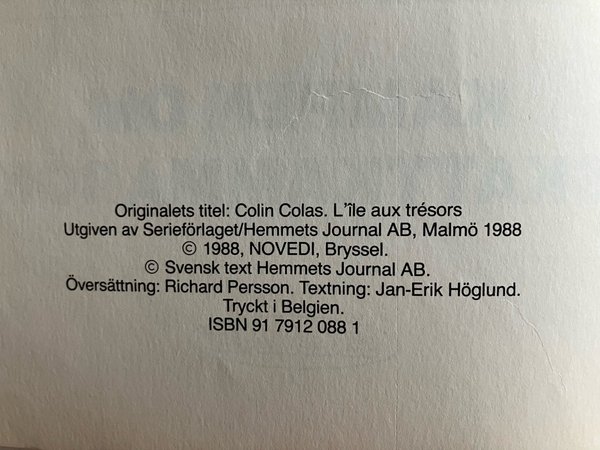 Originalets titel: Colin Colas. L'île aux trésors
Utgiven av Serieförlaget/Hemmets Journal AB, Malmö 1988
© 1988, NOVEDI, Bryssel.
© Svensk text Hemmets Journal AB.
Översättning: Richard Persson. Textning: Jan-Erik Höglund.
Tryckt i Belgien.
ISBN 91 7912 088 1